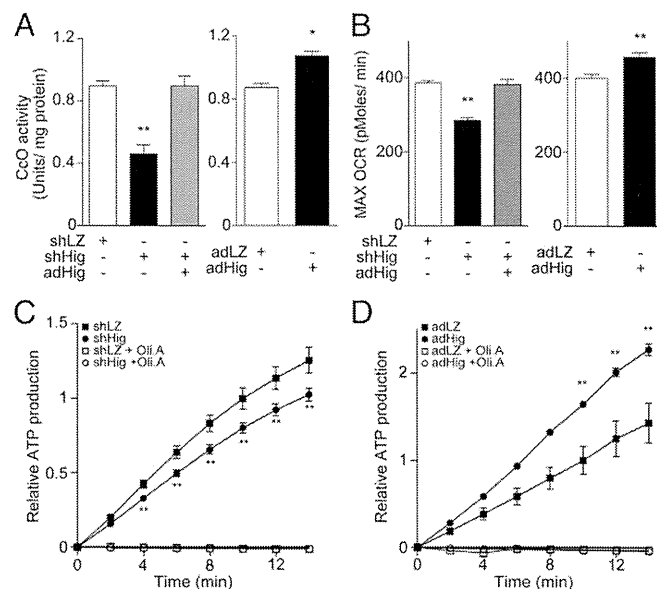 A
CcO activity
(Units/ mg protein)
1.2
0.8
0.4
0
**
shLZ + - -
shHig - + +
adHig - - +
1.2
0.8
0.4
0
*
adLZ + -
adHig - +
B
MAX OCR (pMoles/ min)
400
200
0
**
shLZ + - -
shHig - + +
adHig - - +
400
200
0
**
adLZ + -
adHig - +
C
Relative ATP production
1.5
1
0.5
0
shLZ
shHig
shLZ + Oli.A
shHig +Oli.A
** ** ** ** ** **
0 4 8 12
Time (min)
D
Relative ATP production
2
1
0
adLZ
adHig
adLZ + Oli.A
adHig +Oli.A
** ** **
0 4 8 12
Time (min)